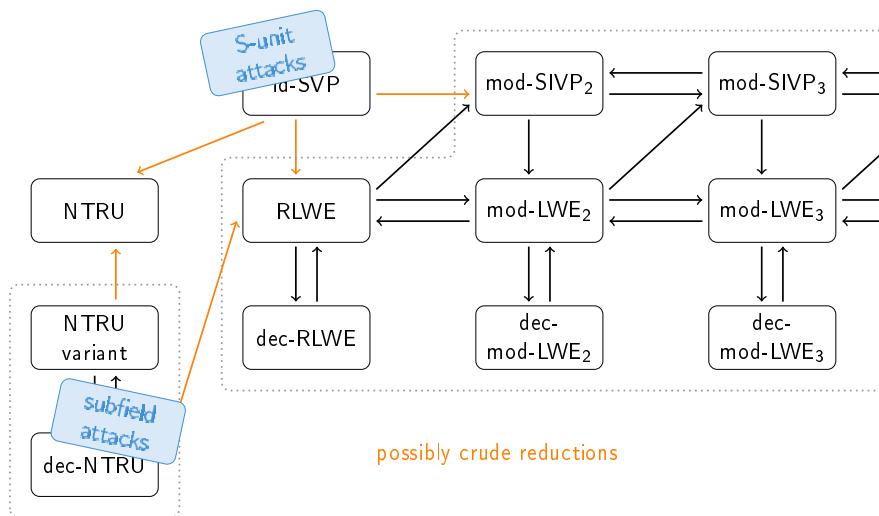 S-unit
attacks
id-SVP
mod-SIVP₂
mod-SIVP₃
NTRU
RLWE
mod-LWE₂
mod-LWE₃
NTRU
variant
dec-RLWE
dec-
mod-LWE₂
dec-
mod-LWE₃
subfield
attacks
dec-NTRU
possibly crude reductions